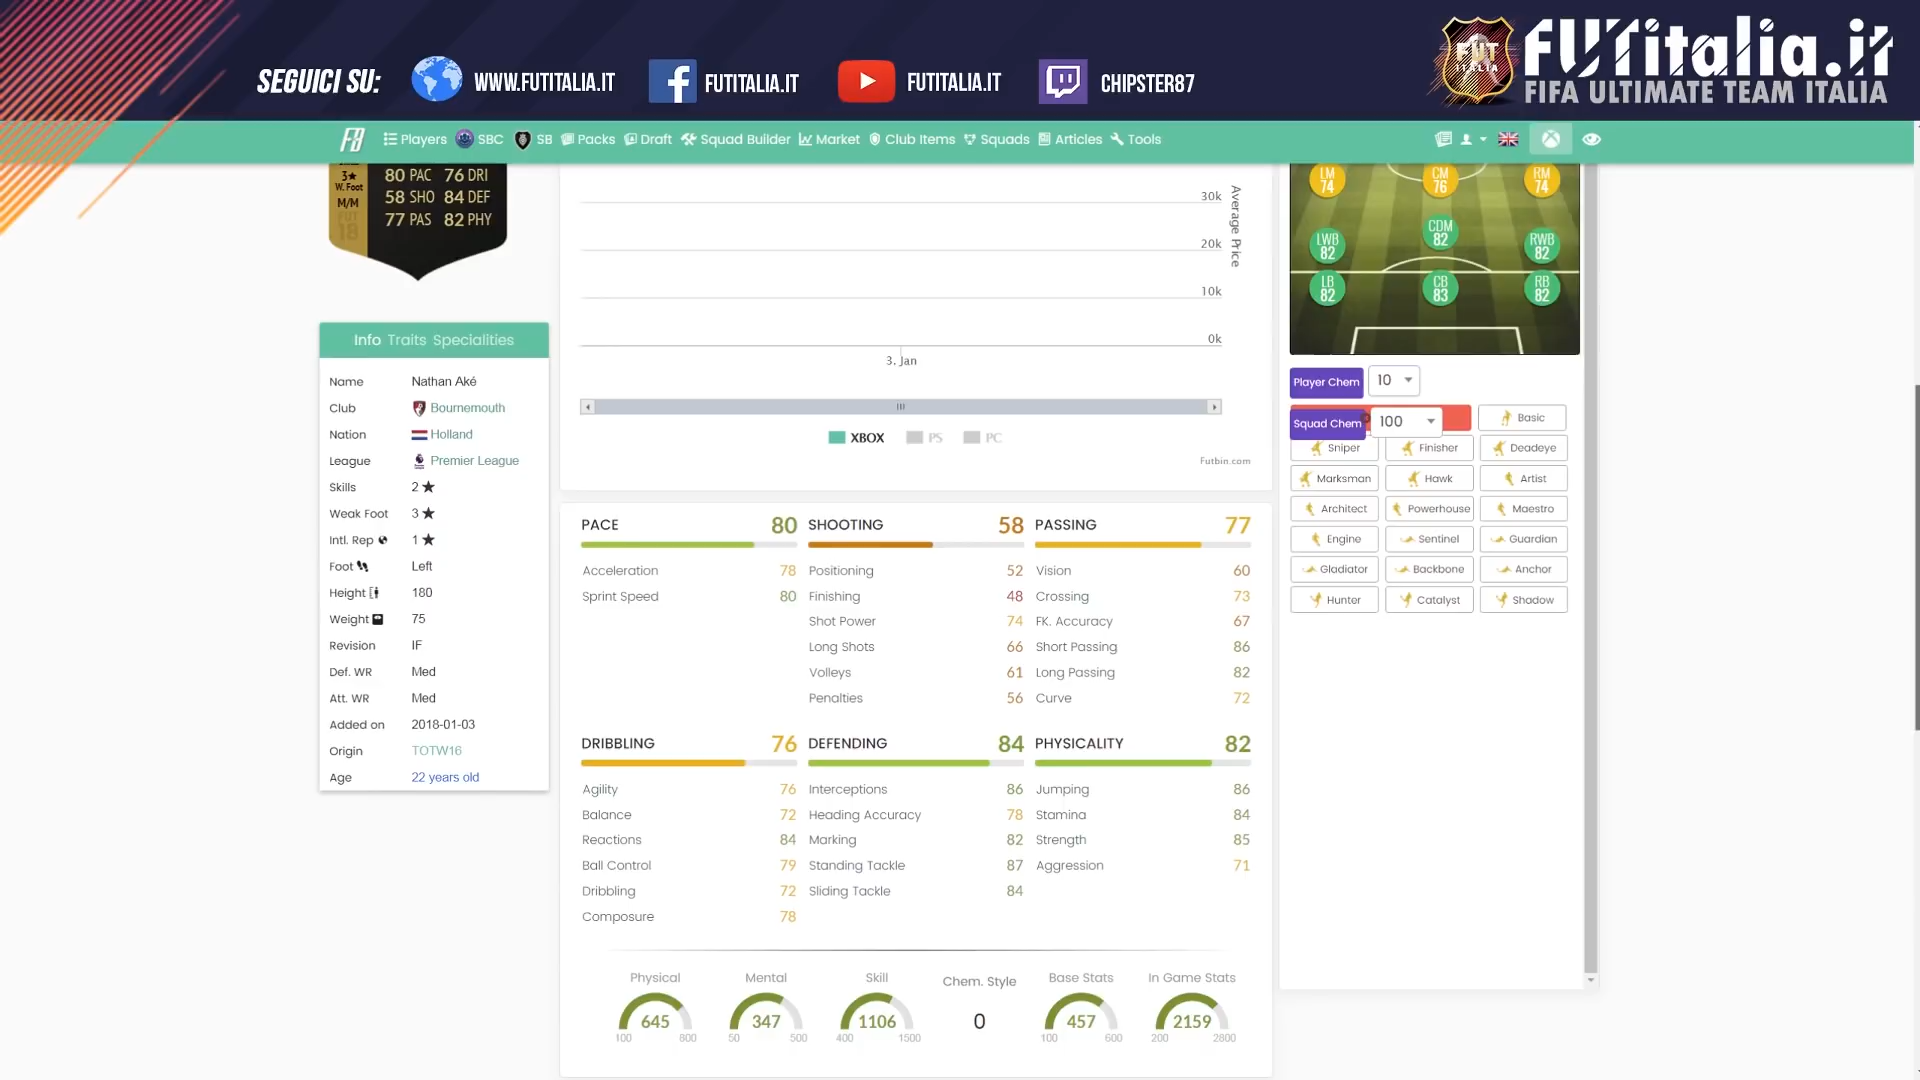 SEGUICI SU: WWW.FUTITALIA.IT FUTITALIA.IT FUTITALIA.IT CHIPSTER87
FUT ITALIA
FUTitalia.it
FIFA ULTIMATE TEAM ITALIA
Players SBC SB Packs Draft Squad Builder Market Club Items Squads Articles Tools
3★
W. Foot
M/M
FUT
18
80 PAC 76 DRI
58 SHO 84 DEF
77 PAS 82 PHY
Info Traits Specialities
Name Nathan Aké
Club Bournemouth
Nation Holland
League Premier League
Skills 2 ★
Weak Foot 3 ★
Intl. Rep 1 ★
Foot Left
Height 180
Weight 75
Revision IF
Def. WR Med
Att. WR Med
Added on 2018-01-03
Origin TOTW16
Age 22 years old
30k
20k
10k
0k
Average Price
3. Jan
XBOX PS PC
Futbin.com
PACE 80
Acceleration 78
Sprint Speed 80
SHOOTING 58
Positioning 52
Finishing 48
Shot Power 74
Long Shots 66
Volleys 61
Penalties 56
PASSING 77
Vision 60
Crossing 73
FK. Accuracy 67
Short Passing 86
Long Passing 82
Curve 72
DRIBBLING 76
Agility 76
Balance 72
Reactions 84
Ball Control 79
Dribbling 72
Composure 78
DEFENDING 84
Interceptions 86
Heading Accuracy 78
Marking 82
Standing Tackle 87
Sliding Tackle 84
PHYSICALITY 82
Jumping 86
Stamina 84
Strength 85
Aggression 71
Physical Mental Skill Chem. Style Base Stats In Game Stats
645 347 1106 0 457 2159
100 800 50 500 400 1500 100 600 200 2800
LM 74 CM 76 RM 74
LWB 82 CDM 82 RWB 82
LB 82 CB 83 RB 82
Player Chem 10
Squad Chem 100 Basic
Sniper Finisher Deadeye
Marksman Hawk Artist
Architect Powerhouse Maestro
Engine Sentinel Guardian
Gladiator Backbone Anchor
Hunter Catalyst Shadow